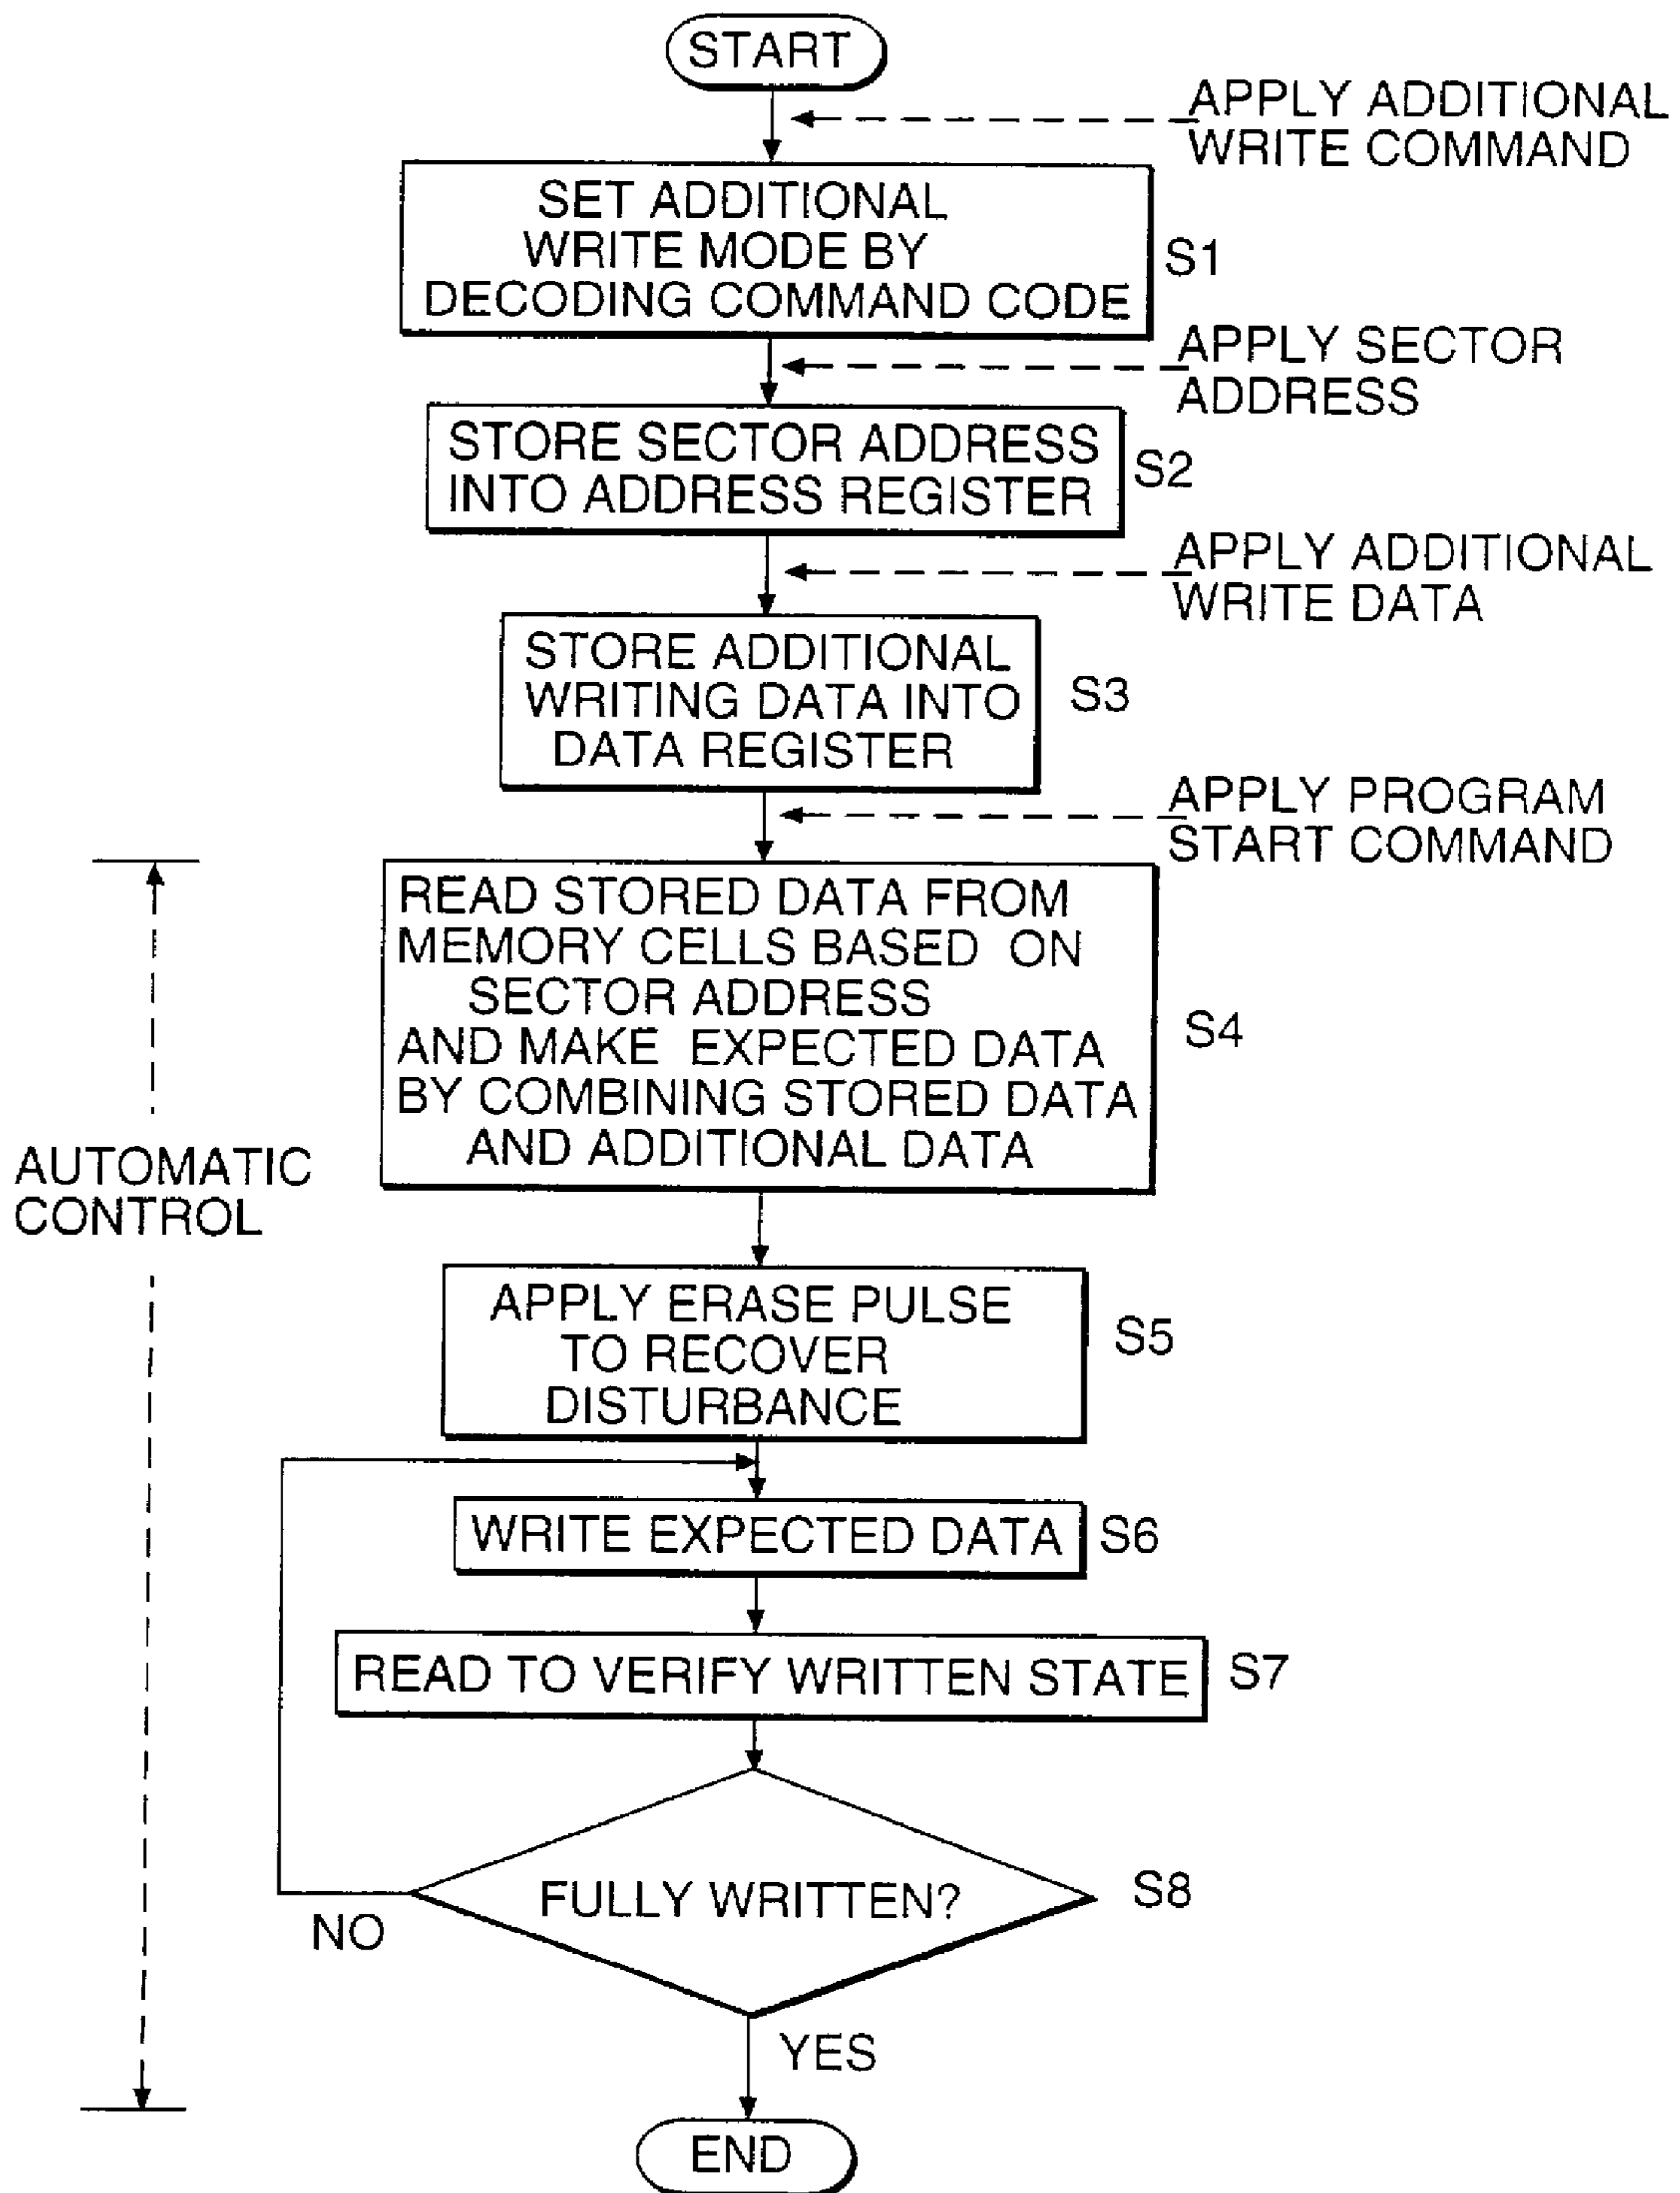 START
APPLY ADDITIONAL
WRITE COMMAND
SET ADDITIONAL
WRITE MODE BY
DECODING COMMAND CODE
S1
APPLY SECTOR
ADDRESS
STORE SECTOR ADDRESS
INTO ADDRESS REGISTER
S2
APPLY ADDITIONAL
WRITE DATA
STORE ADDITIONAL
WRITING DATA INTO
DATA REGISTER
S3
APPLY PROGRAM
START COMMAND
READ STORED DATA FROM
MEMORY CELLS BASED ON
SECTOR ADDRESS
AND MAKE EXPECTED DATA
BY COMBINING STORED DATA
AND ADDITIONAL DATA
S4
AUTOMATIC
CONTROL
APPLY ERASE PULSE
TO RECOVER
DISTURBANCE
S5
WRITE EXPECTED DATA
S6
READ TO VERIFY WRITTEN STATE
S7
FULLY WRITTEN?
S8
NO
YES
END